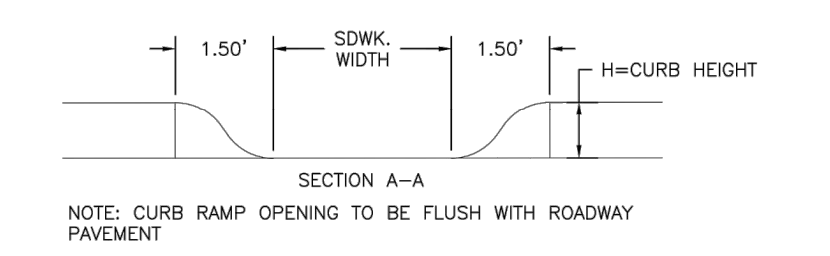 1.50'
SDWK.
WIDTH
1.50'
H=CURB HEIGHT
SECTION A-A
NOTE: CURB RAMP OPENING TO BE FLUSH WITH ROADWAY
PAVEMENT